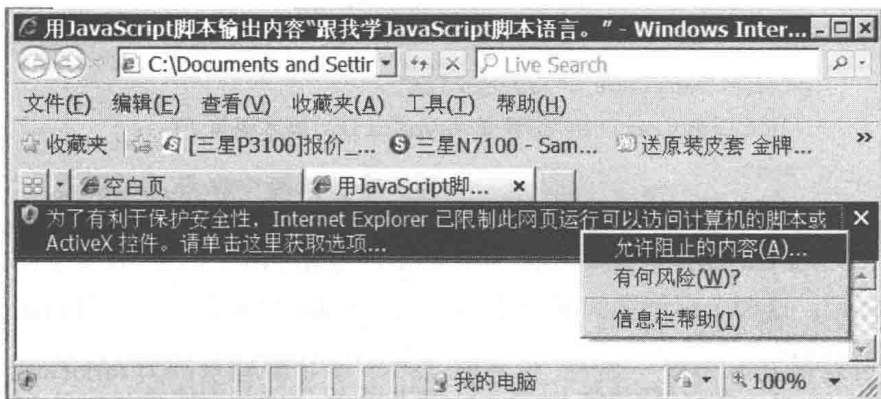 用JavaScript脚本输出内容“跟我学JavaScript脚本语言。” - Windows Inter...
C:\Documents and Settir
Live Search
文件(F) 编辑(E) 查看(V) 收藏夹(A) 工具(T) 帮助(H)
收藏夹 [三星P3100]报价_... 三星N7100 - Sam... 送原装皮套 金牌... »
空白页 用JavaScript脚... ×
为了有利于保护安全性，Internet Explorer 已限制此网页运行可以访问计算机的脚本或
ActiveX 控件。请单击这里获取选项...
允许阻止的内容(A)...
有何风险(W)?
信息栏帮助(I)
我的电脑 100%